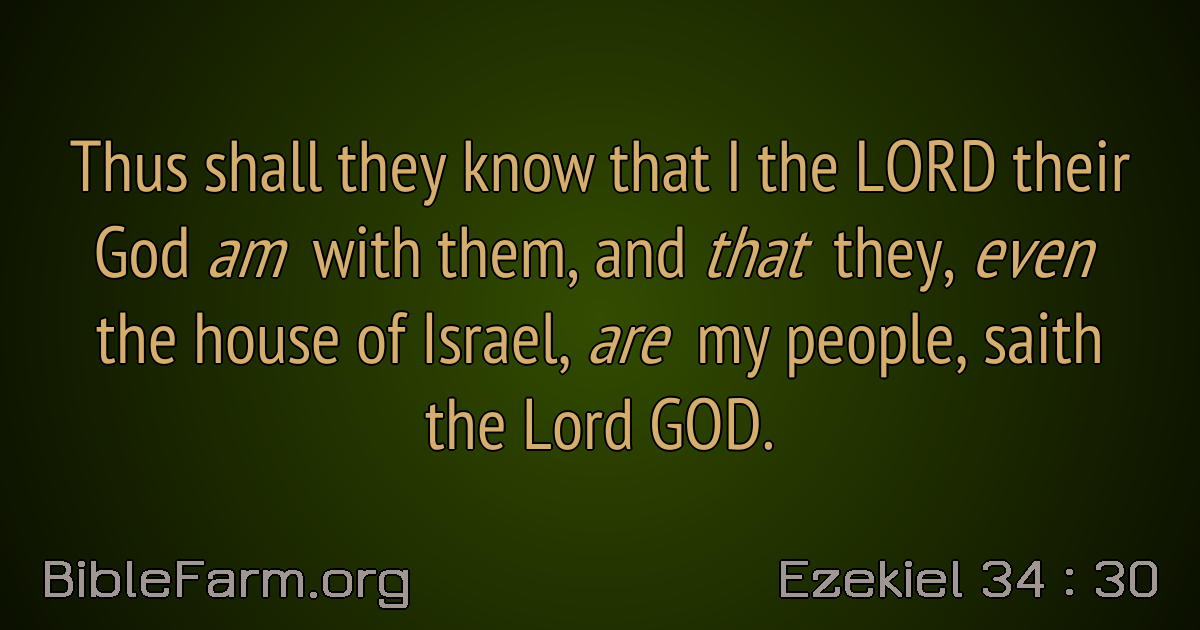 Thus shall they know that I the LORD their
God am with them, and that they, even
the house of Israel, are my people, saith
the Lord GOD.
BibleFarm.org
Ezekiel 34 : 30